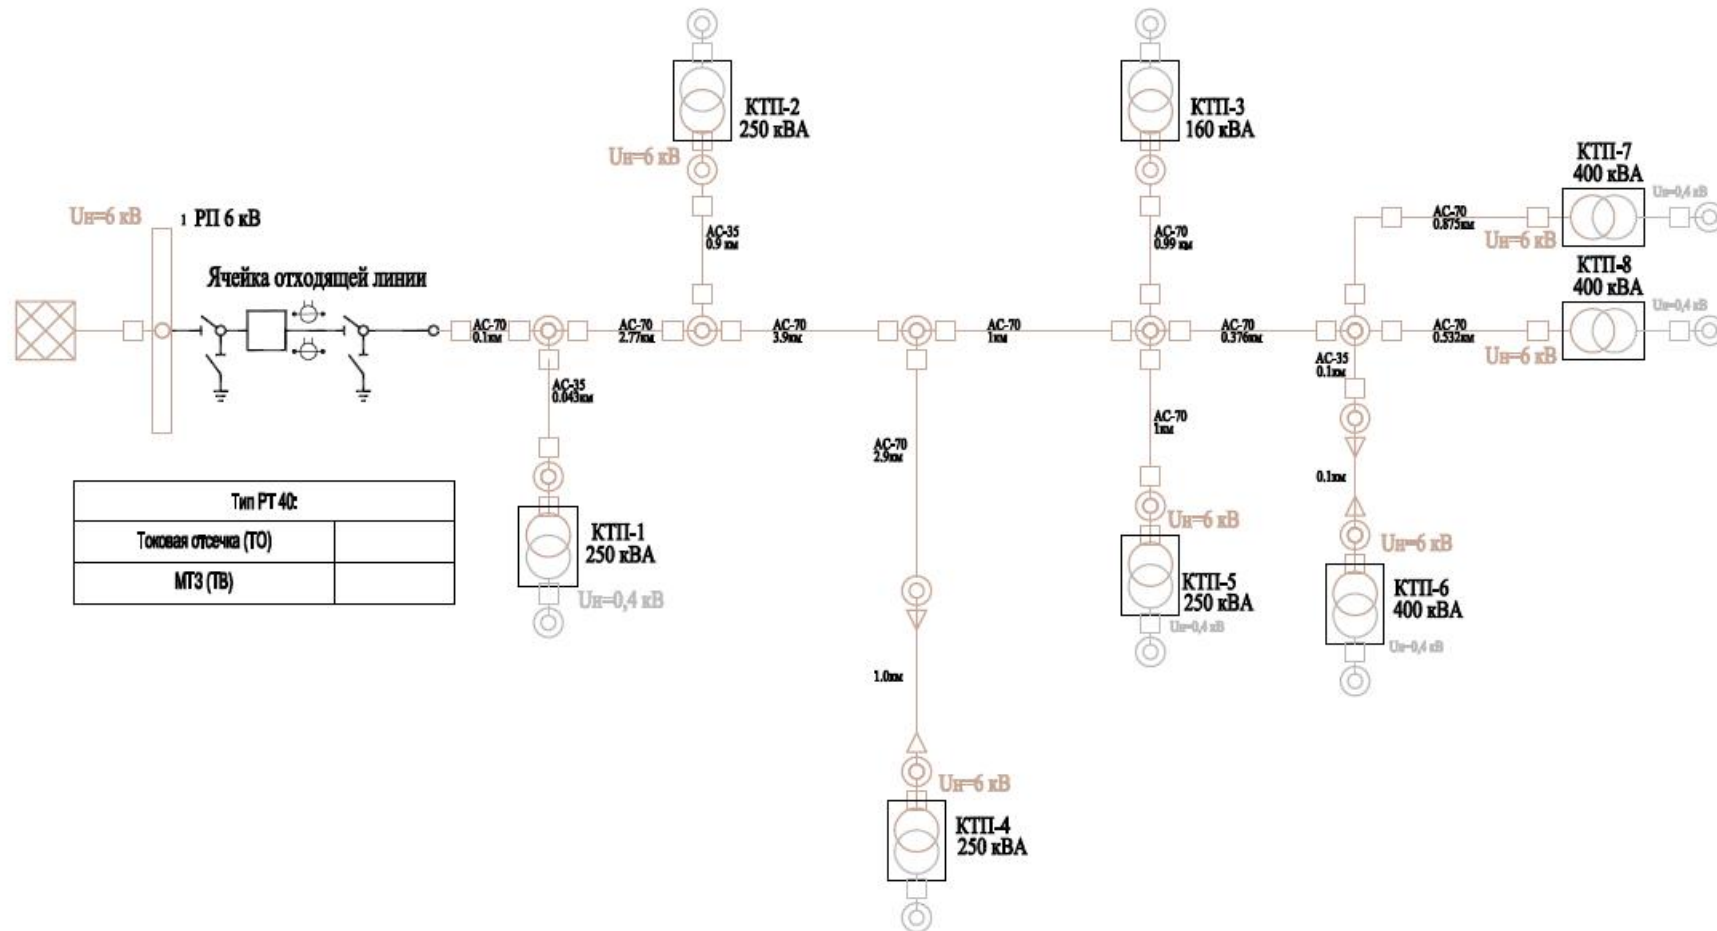 КТП-2
250 кВА
Uн=6 кВ
КТП-3
160 кВА
КТП-7
400 кВА
Uн=0,4 кВ
Uн=6 кВ
1 РП 6 кВ
АС-35
0.9 км
АС-70
0.99 км
АС-70
0.875км
Uн=6 кВ
Ячейка отходящей линии
КТП-8
400 кВА
Uн=0,4 кВ
АС-70
0.1км
АС-70
2.77км
АС-70
3.9км
АС-70
1км
АС-70
0.376км
АС-70
0.532км
Uн=6 кВ
АС-35
0.1км
АС-35
0.043км
АС-70
1км
АС-70
2.9км
0.1км
Тип РТ 40:
Токовая отсечка (ТО)
МТЗ (ТВ)
КТП-1
250 кВА
Uн=0,4 кВ
Uн=6 кВ
КТП-5
250 кВА
Uн=0,4 кВ
Uн=6 кВ
КТП-6
400 кВА
Uн=0,4 кВ
1.0км
Uн=6 кВ
КТП-4
250 кВА